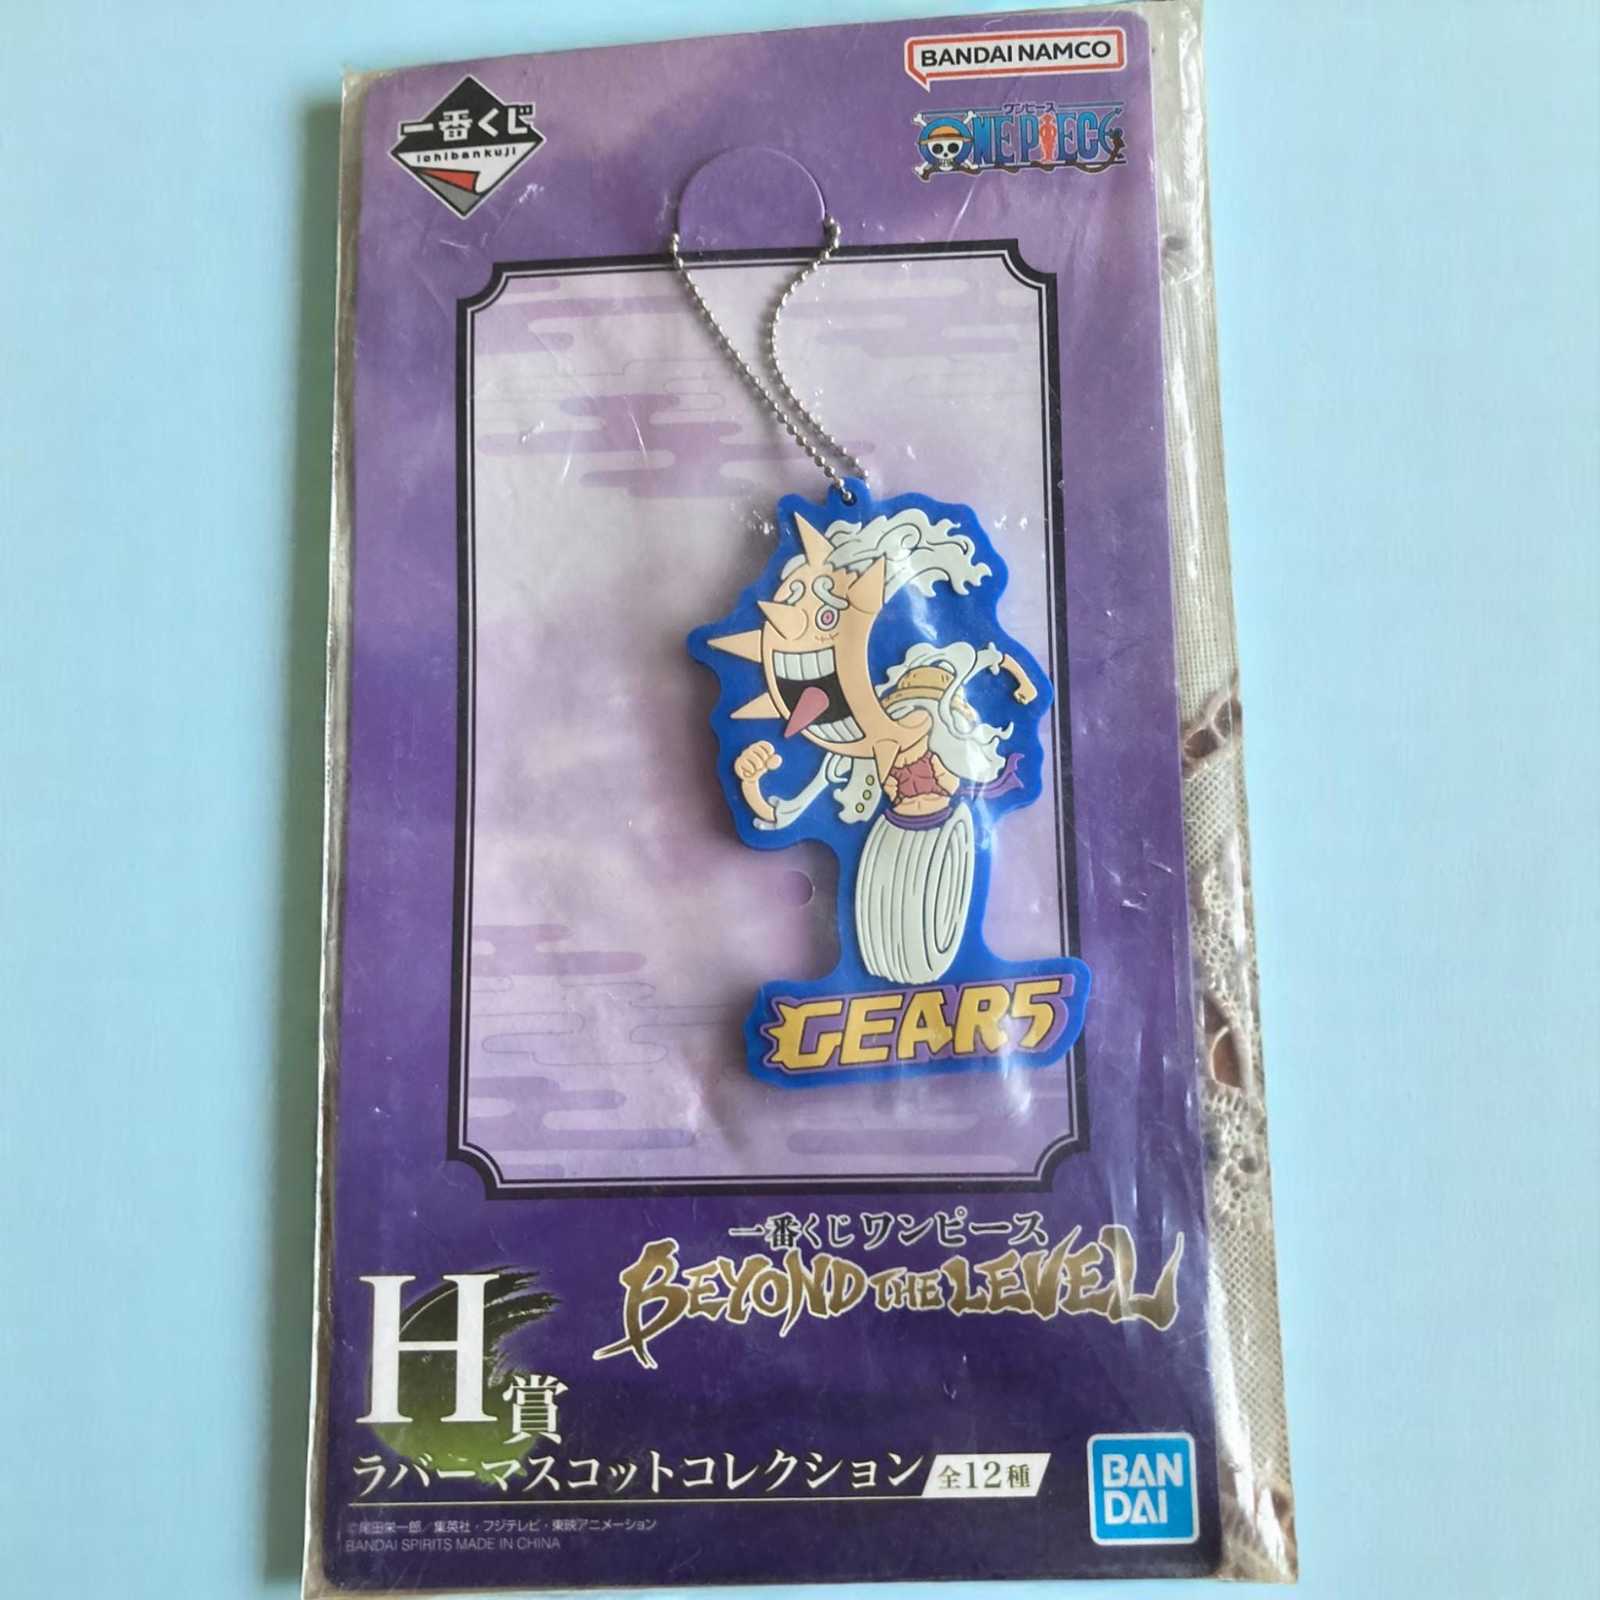 BANDAI NAMCO
一番くじ
ichibankuji
ワンピース
ONE PIECE
GEAR5
一番くじ ワンピース
BEYOND THE LEVEL
H賞
ラバーマスコットコレクション 全12種
©尾田栄一郎／集英社・フジテレビ・東映アニメーション
BANDAI SPIRITS MADE IN CHINA
BAN
DAI